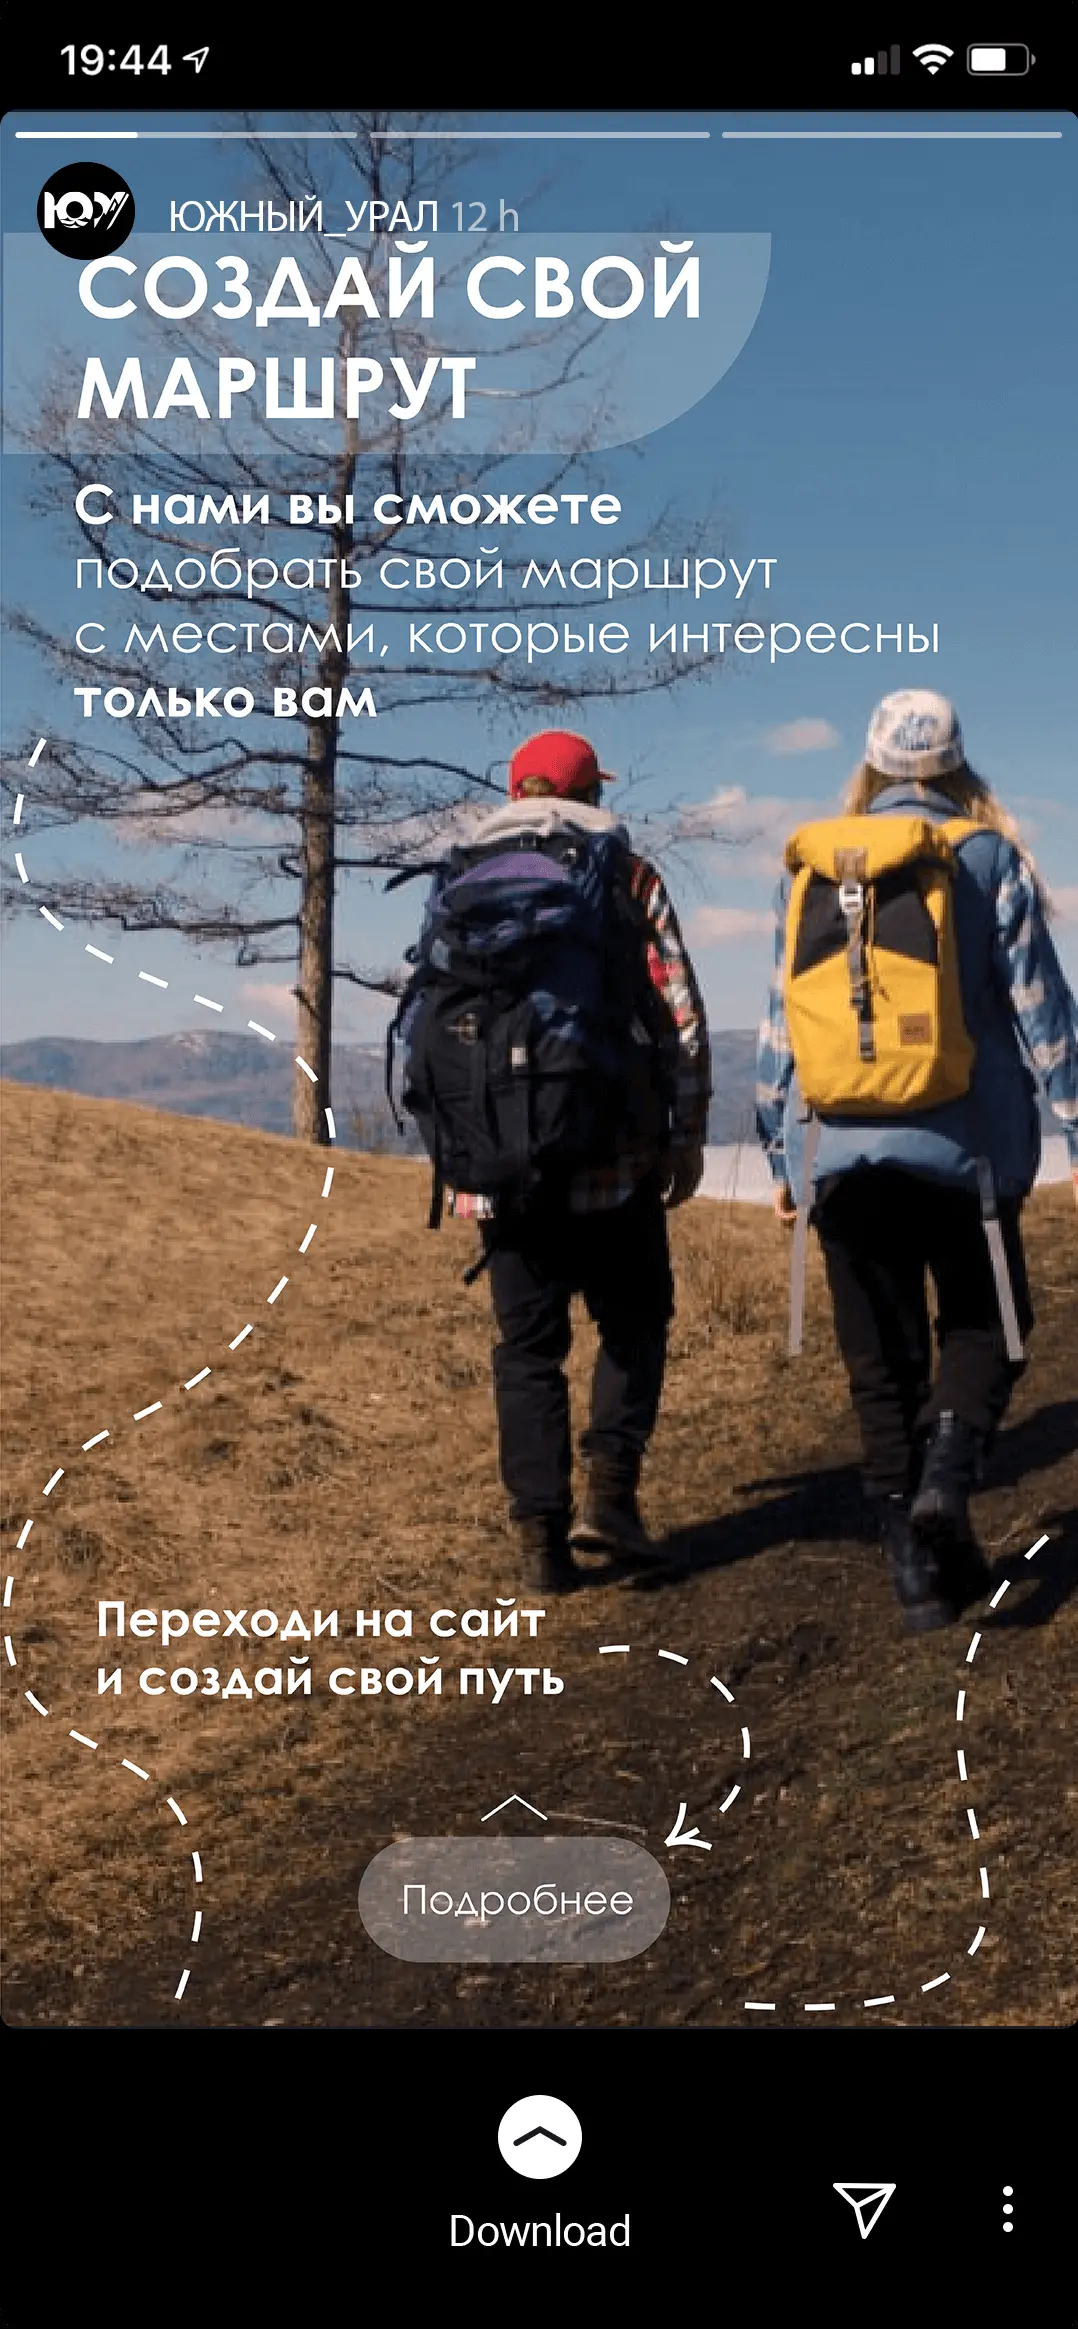 19:44
ЮУ
ЮЖНЫЙ_УРАЛ 12 h
СОЗДАЙ СВОЙ
МАРШРУТ
С нами вы сможете
подобрать свой маршрут
с местами, которые интересны
только вам
Переходи на сайт
и создай свой путь
Подробнее
Download